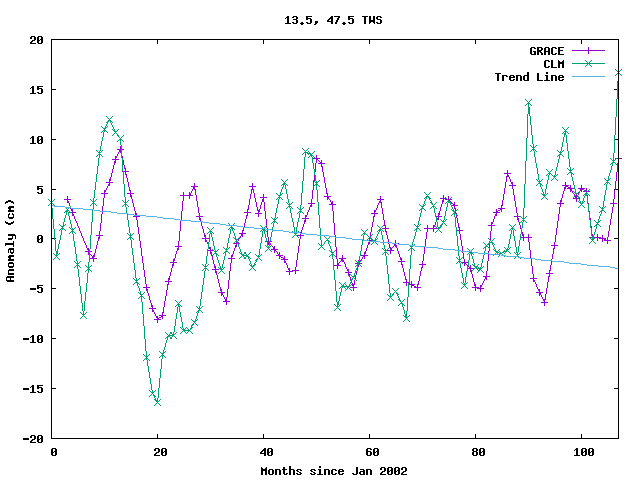 13.5, 47.5 TWS
GRACE
CLM
Trend Line
20
15
10
5
0
-5
-10
-15
-20
Anomaly (cm)
0 20 40 60 80 100
Months since Jan 2002